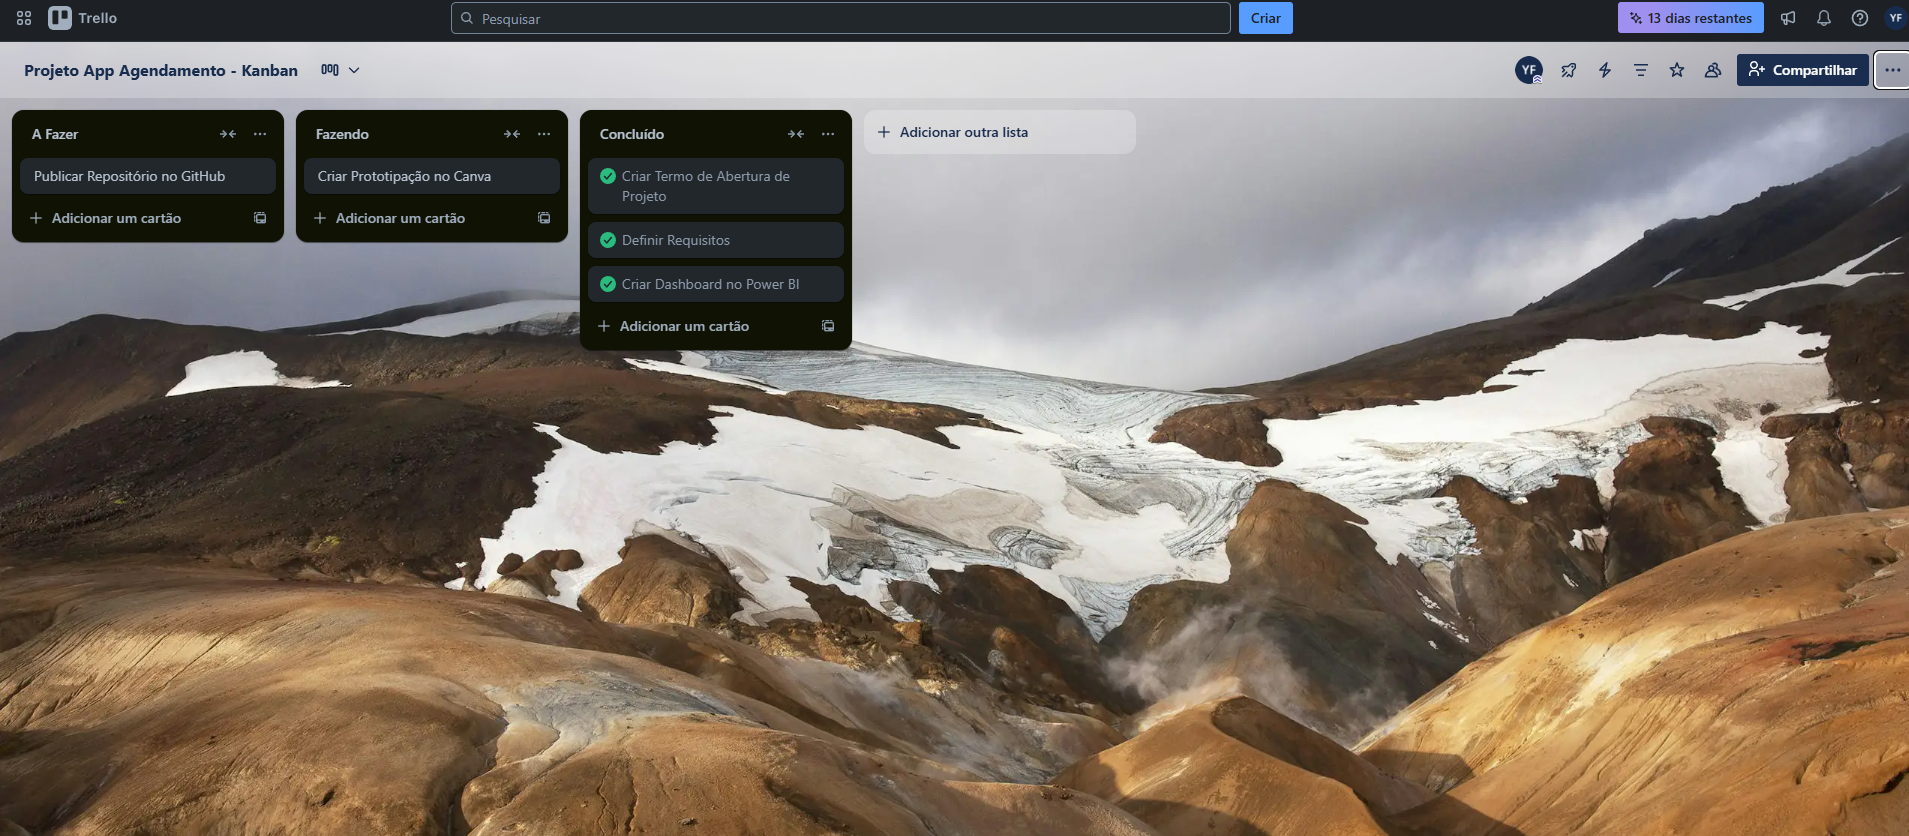 Trello
Pesquisar
Criar
13 dias restantes
YF
Projeto App Agendamento - Kanban
YF
Compartilhar
A Fazer
Publicar Repositório no GitHub
Adicionar um cartão
Fazendo
Criar Prototipação no Canva
Adicionar um cartão
Concluído
Criar Termo de Abertura de
Projeto
Definir Requisitos
Criar Dashboard no Power BI
Adicionar um cartão
Adicionar outra lista